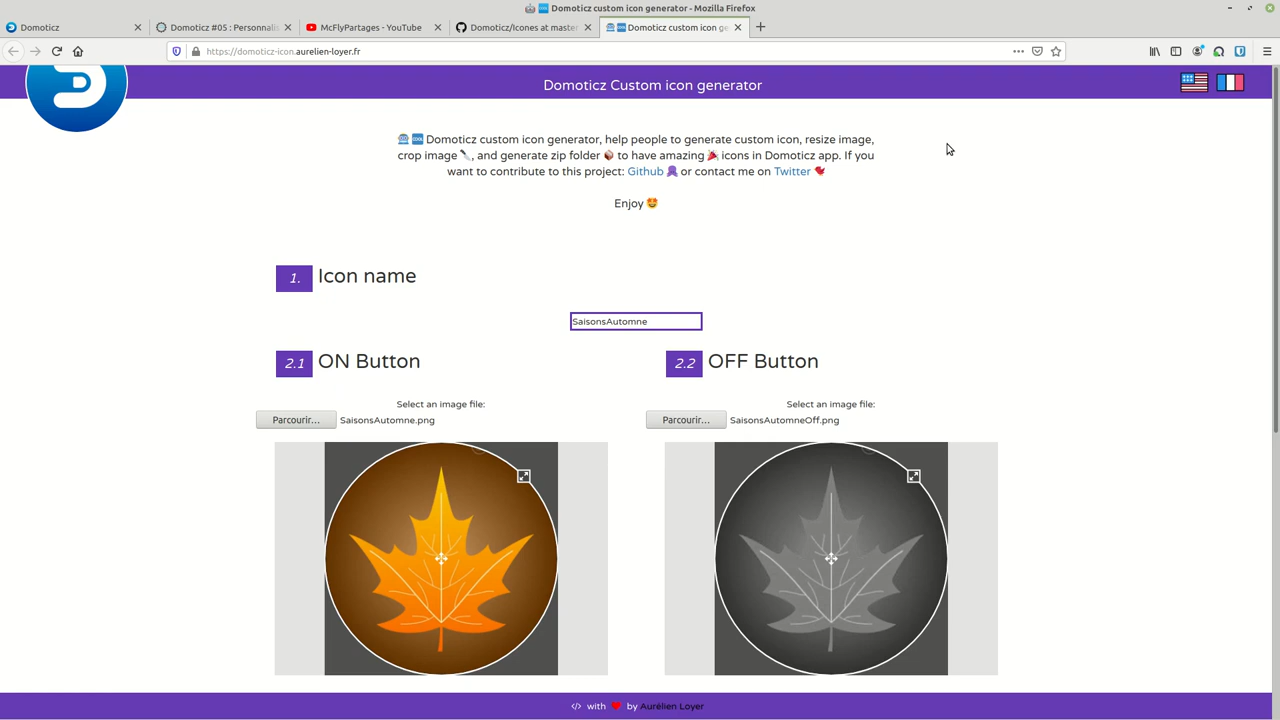 Domoticz custom icon generator - Mozilla Firefox
Domoticz
Domoticz #05 : Personnalis
McFlyPartages - YouTube
Domoticz/Icones at master
Domoticz custom icon ge
https://domoticz-icon.aurelien-loyer.fr
Domoticz Custom icon generator
Domoticz custom icon generator, help people to generate custom icon, resize image,
crop image 🔪, and generate zip folder 📦 to have amazing 🎉 icons in Domoticz app. If you
want to contribute to this project: Github 🐙 or contact me on Twitter 🐦
Enjoy 🤩
1. Icon name
SaisonsAutomne
2.1 ON Button
2.2 OFF Button
Select an image file:
Select an image file:
Parcourir... SaisonsAutomne.png
Parcourir... SaisonsAutomneOff.png
</> with ❤ by Aurélien Loyer